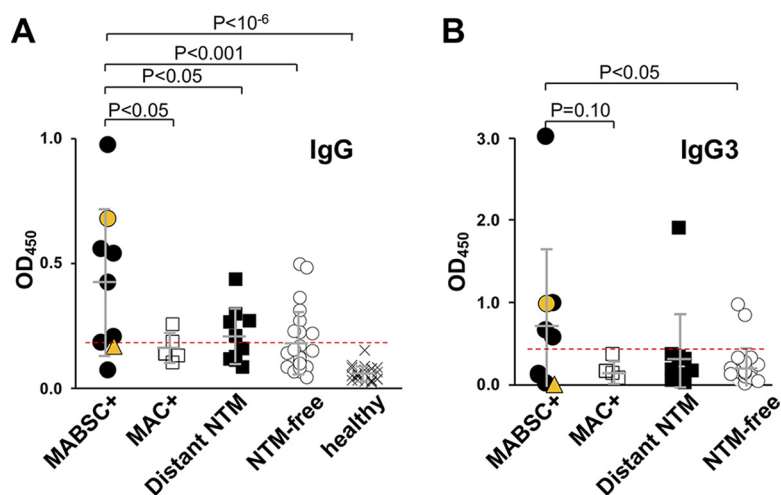 A
P<10-6
P<0.001
P<0.05
P<0.05
IgG
OD450
1.0
0.5
0.0
MABSC+
MAC+
Distant NTM
NTM-free
healthy
B
P<0.05
P=0.10
IgG3
OD450
3.0
2.0
1.0
0.0
MABSC+
MAC+
Distant NTM
NTM-free